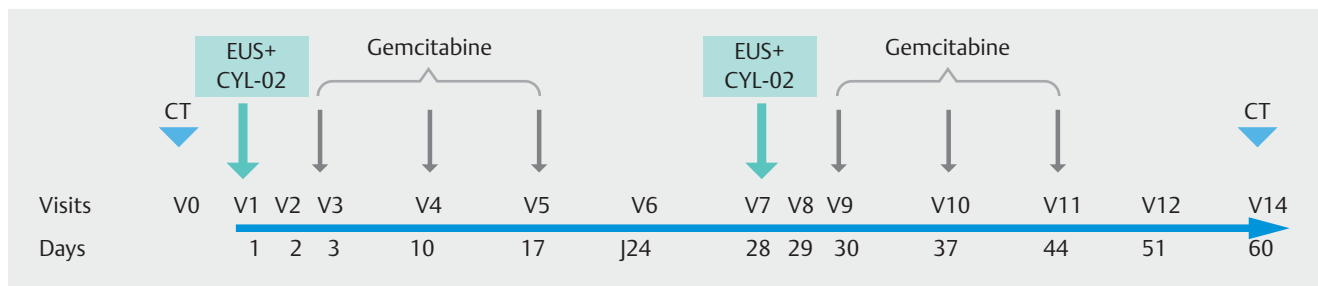 EUS+
CYL-02
Gemcitabine
EUS+
CYL-02
Gemcitabine
CT
CT
Visits V0 V1 V2 V3 V4 V5 V6 V7 V8 V9 V10 V11 V12 V14
Days 1 2 3 10 17 J24 28 29 30 37 44 51 60